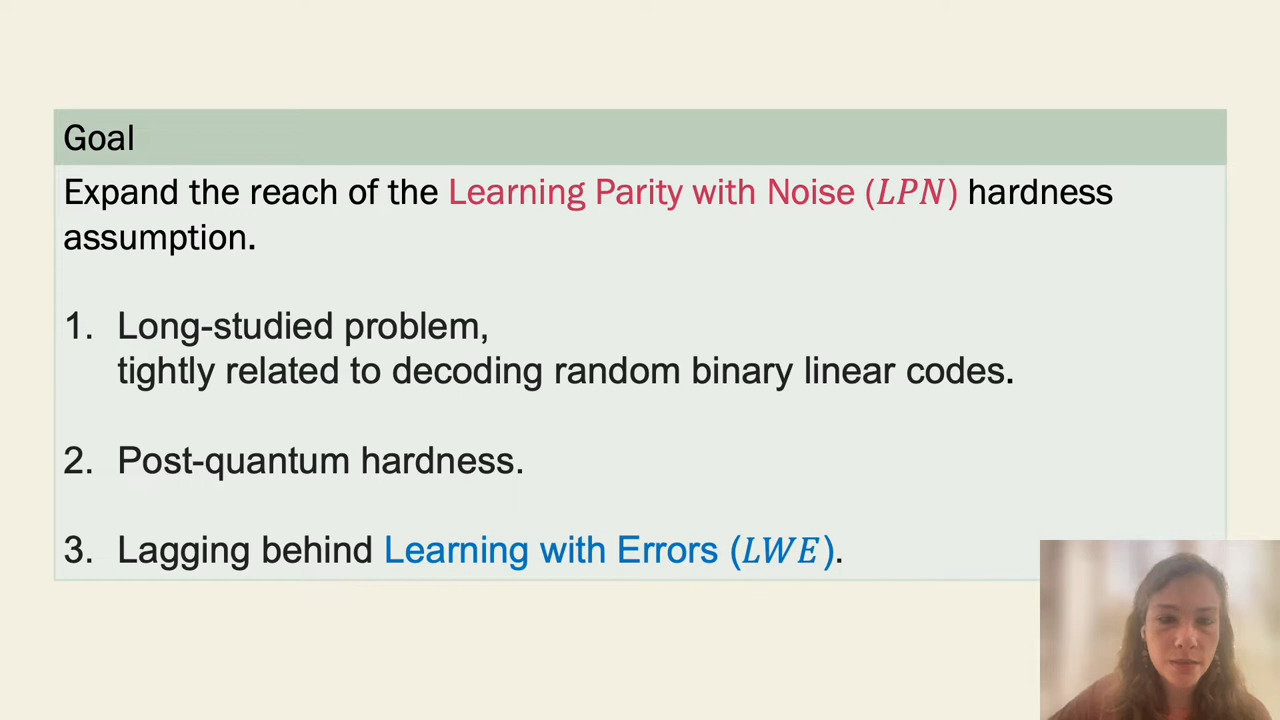 Goal
Expand the reach of the Learning Parity with Noise (LPN) hardness
assumption.
1. Long-studied problem,
tightly related to decoding random binary linear codes.
2. Post-quantum hardness.
3. Lagging behind Learning with Errors (LWE).